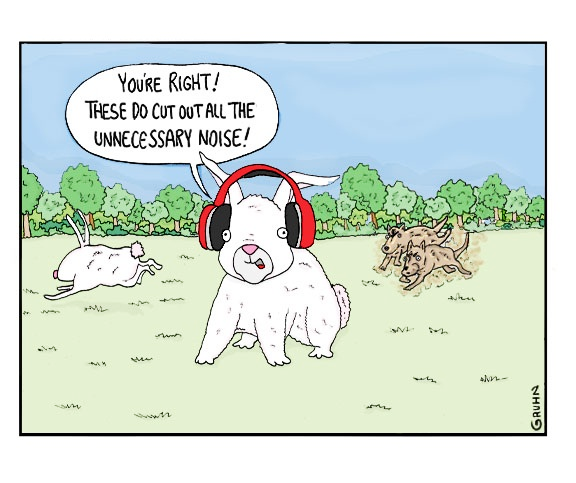 YOU'RE RIGHT!
THESE DO CUT OUT ALL THE
UNNECESSARY NOISE!
GRUHN